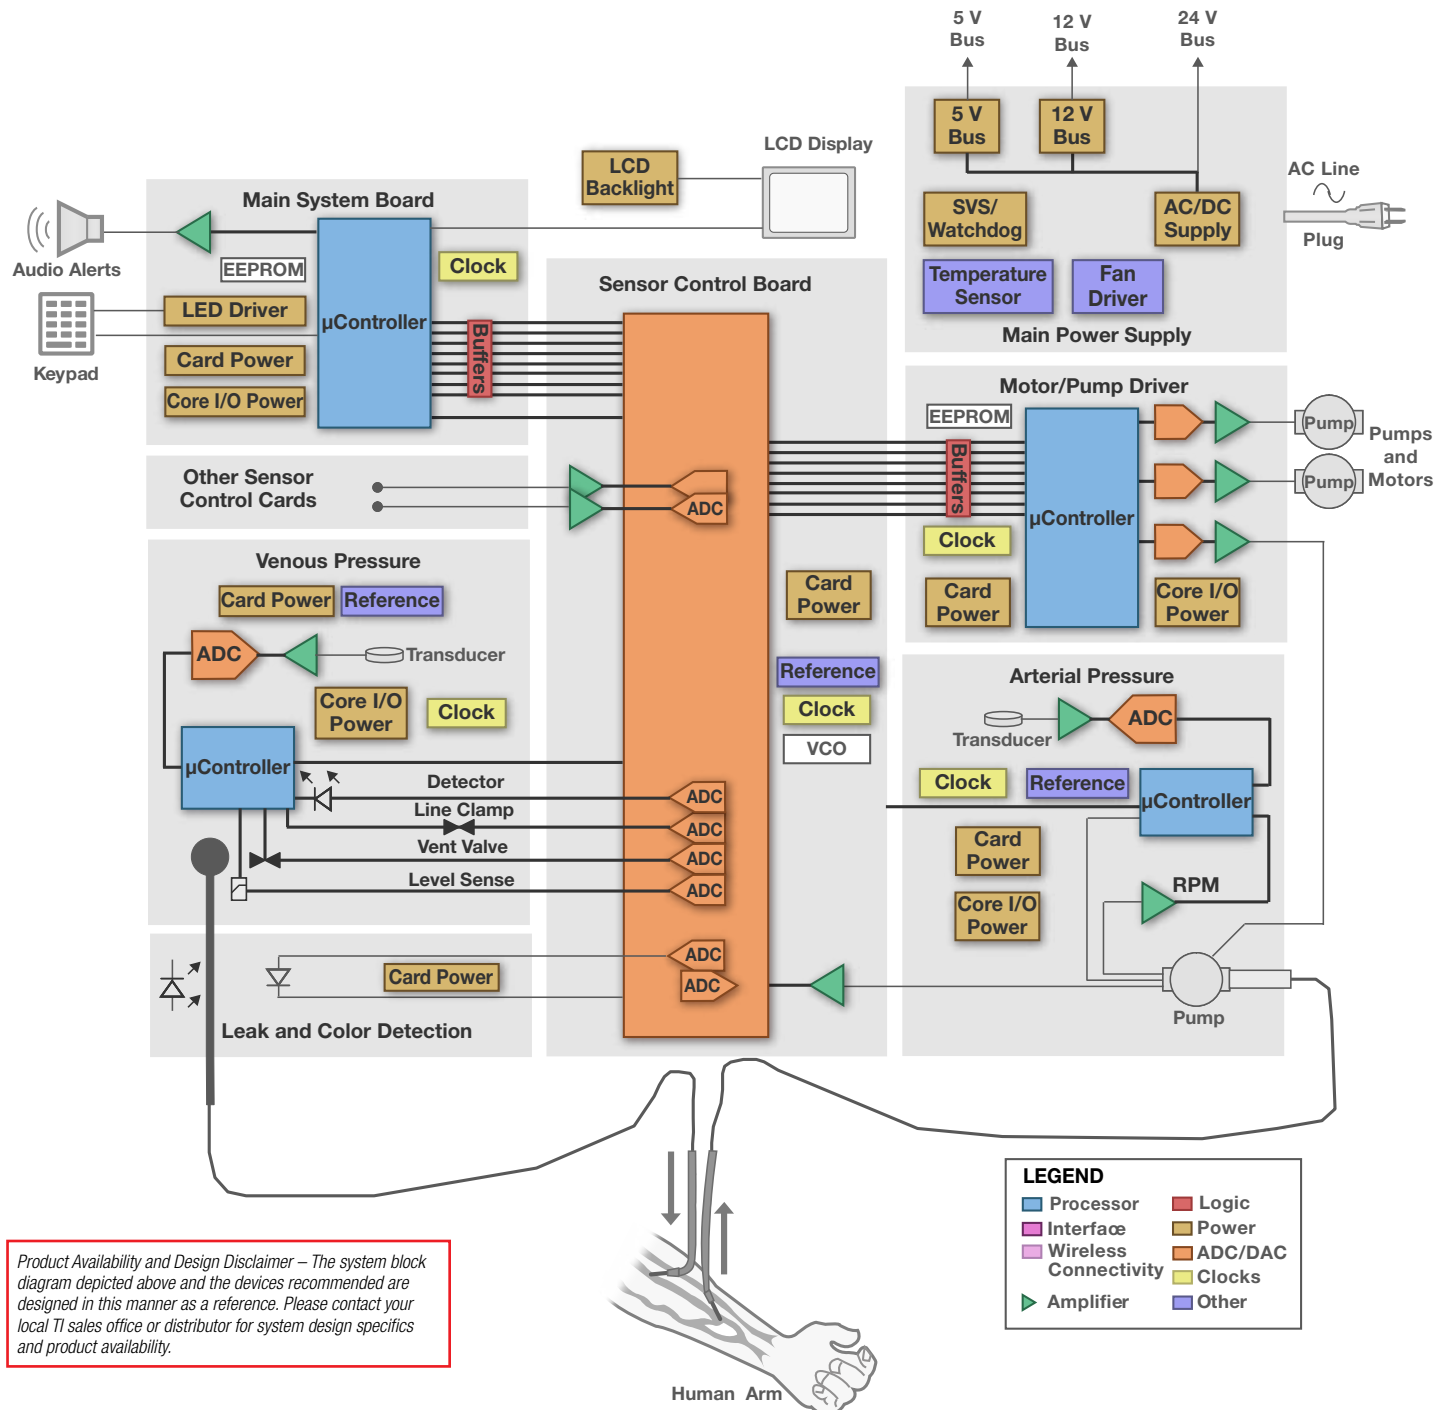 5 V
Bus
12 V
Bus
24 V
Bus
5 V
Bus
12 V
Bus
SVS/
Watchdog
AC/DC
Supply
Temperature
Sensor
Fan
Driver
Main Power Supply
AC Line
Plug
LCD
Backlight
LCD Display
Main System Board
Audio Alerts
EEPROM
Clock
LED Driver
µController
Buffers
Keypad
Card Power
Core I/O Power
Sensor Control Board
Other Sensor
Control Cards
ADC
Motor/Pump Driver
EEPROM
Buffers
µController
Clock
Card
Power
Core I/O
Power
Pump
Pump
Pumps
and
Motors
Venous Pressure
Card Power
Reference
ADC
Transducer
Core I/O
Power
Clock
µController
Detector
Line Clamp
Vent Valve
Level Sense
ADC
ADC
ADC
ADC
Card
Power
Reference
Clock
VCO
Arterial Pressure
ADC
Transducer
Clock
Reference
µController
Card
Power
RPM
Core I/O
Power
Pump
Card Power
ADC
ADC
Leak and Color Detection
LEGEND
Processor
Interface
Wireless
Connectivity
Amplifier
Logic
Power
ADC/DAC
Clocks
Other
Product Availability and Design Disclaimer – The system block
diagram depicted above and the devices recommended are
designed in this manner as a reference. Please contact your
local TI sales office or distributor for system design specifics
and product availability.
Human Arm